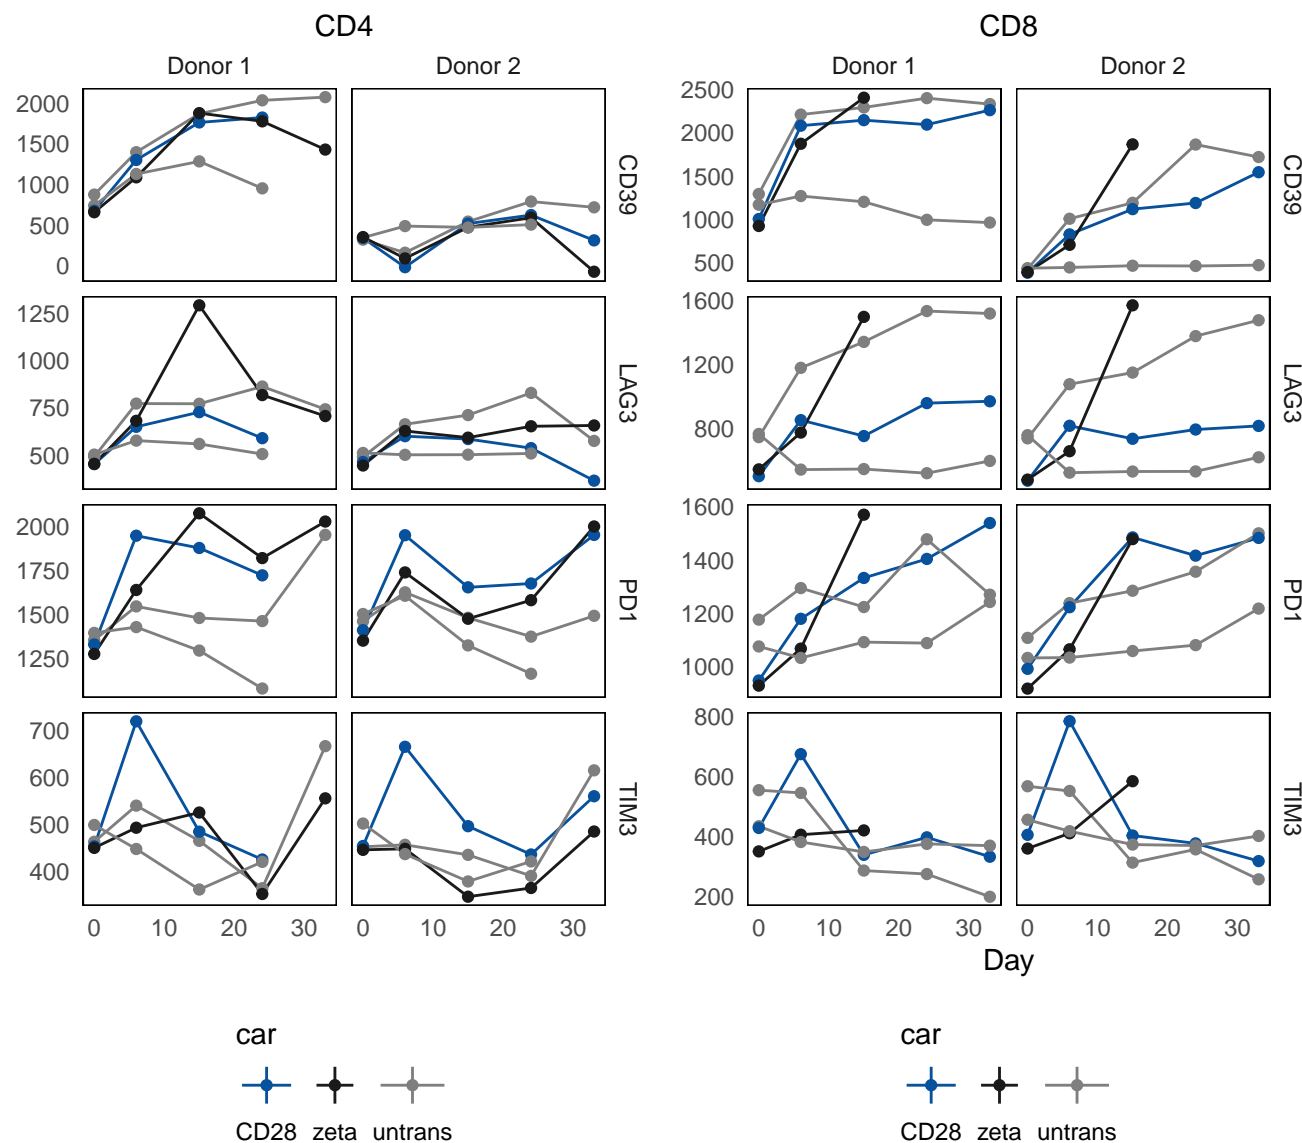 CD4
CD8
Donor 1
Donor 2
Donor 1
Donor 2
2000
1500
1000
500
0
CD39
2500
2000
1500
1000
500
CD39
1250
1000
750
500
LAG3
1600
1200
800
LAG3
2000
1750
1500
1250
PD1
1600
1400
1200
1000
PD1
700
600
500
400
TIM3
800
600
400
200
TIM3
0 10 20 30
0 10 20 30
0 10 20 30
0 10 20 30
Day
car
CD28 zeta untrans
car
CD28 zeta untrans